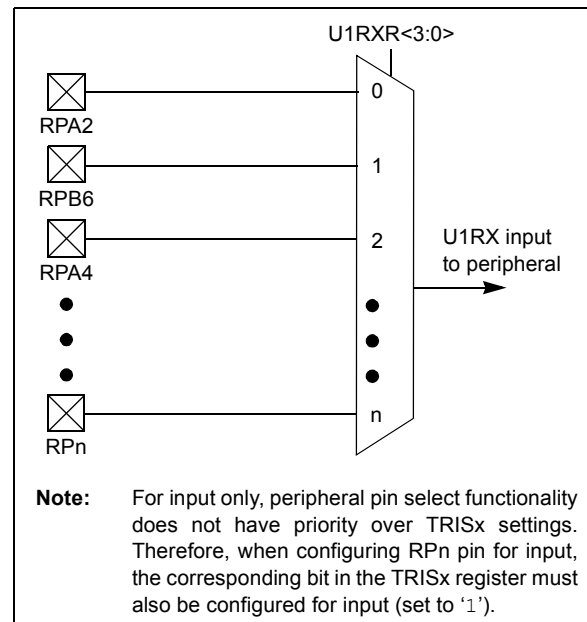 U1RXR<3:0>
RPA2
0
RPB6
1
RPA4
2
U1RX input
to peripheral
RPn
n
Note: For input only, peripheral pin select functionality
does not have priority over TRISx settings.
Therefore, when configuring RPn pin for input,
the corresponding bit in the TRISx register must
also be configured for input (set to ‘1’).